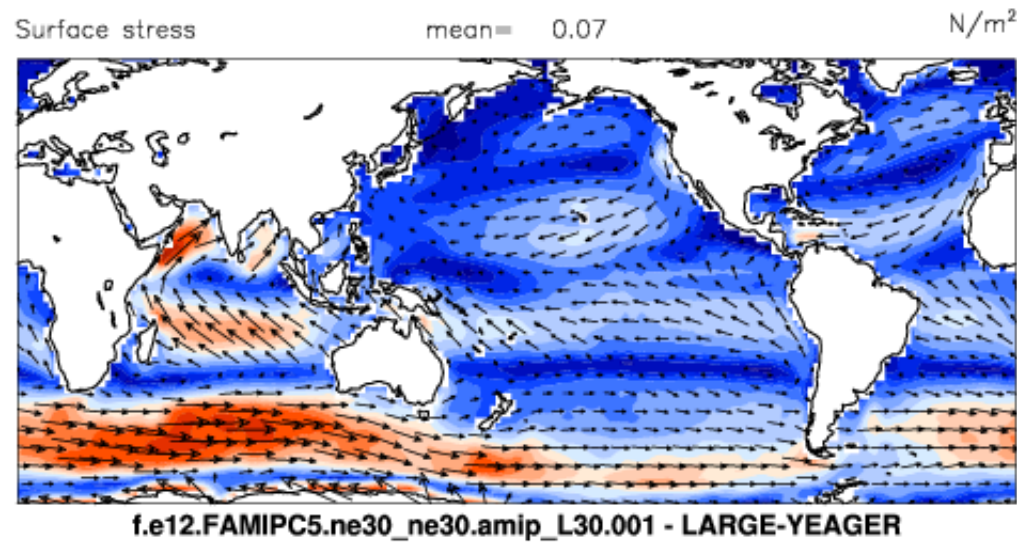 Surface stress mean= 0.07 N/m²
f.e12.FAMIPC5.ne30_ne30.amip_L30.001 - LARGE-YEAGER